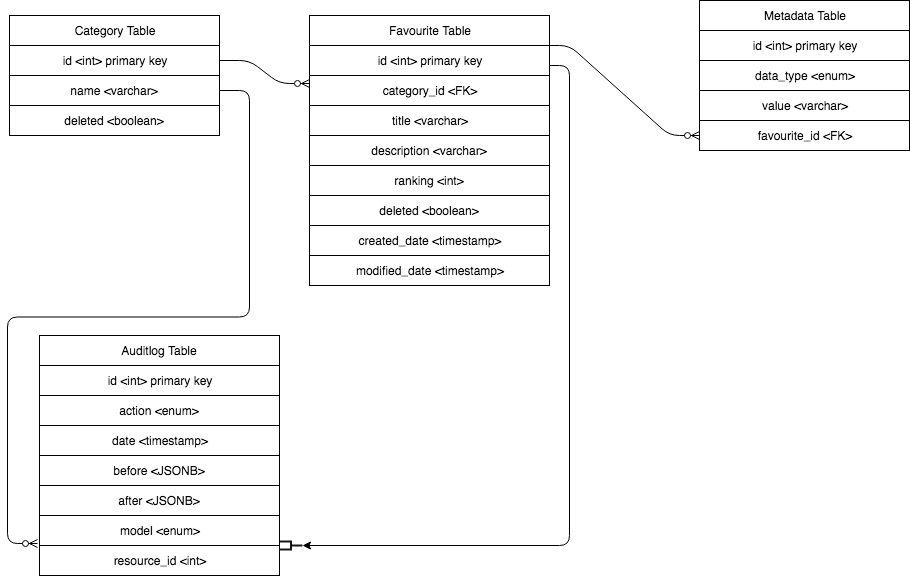 Category Table
id <int> primary key
name <varchar>
deleted <boolean>
Favourite Table
id <int> primary key
category_id <FK>
title <varchar>
description <varchar>
ranking <int>
deleted <boolean>
created_date <timestamp>
modified_date <timestamp>
Metadata Table
id <int> primary key
data_type <enum>
value <varchar>
favourite_id <FK>
Auditlog Table
id <int> primary key
action <enum>
date <timestamp>
before <JSONB>
after <JSONB>
model <enum>
resource_id <int>